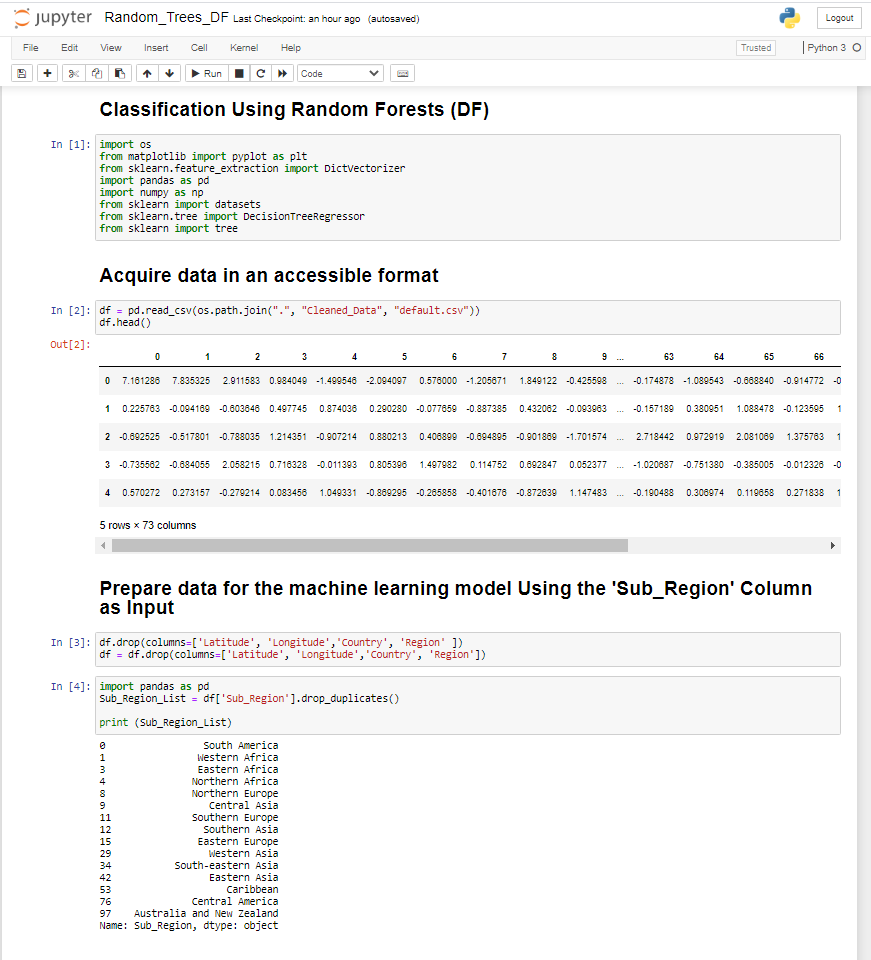 jupyter Random_Trees_DF Last Checkpoint: an hour ago (autosaved)
Logout
File Edit View Insert Cell Kernel Help
Trusted
Python 3
Run
Code
Classification Using Random Forests (DF)
In [1]:
import os
from matplotlib import pyplot as plt
from sklearn.feature_extraction import DictVectorizer
import pandas as pd
import numpy as np
from sklearn import datasets
from sklearn.tree import DecisionTreeRegressor
from sklearn import tree
Acquire data in an accessible format
In [2]:
df = pd.read_csv(os.path.join(".", "Cleaned_Data", "default.csv"))
df.head()
Out[2]:
0 1 2 3 4 5 6 7 8 9 ... 63 64 65 66
0 7.161286 7.835325 2.911583 0.984049 -1.499546 -2.094097 0.576000 -1.205671 1.849122 -0.425598 ... -0.174878 -1.089543 -0.668840 -0.914772 -0
1 0.225763 -0.094169 -0.603646 0.497745 0.874036 0.290280 -0.077659 -0.887385 0.432062 -0.093963 ... -0.157189 0.380951 1.088478 -0.123595 1
2 -0.692525 -0.517801 -0.788035 1.214351 -0.907214 0.880213 0.406899 -0.694895 -0.901869 -1.701574 ... 2.718442 0.972919 2.081069 1.375763 1
3 -0.735562 -0.684055 2.058215 0.716328 -0.011393 0.805396 1.497982 0.114752 0.692847 0.052377 ... -1.020687 -0.751380 -0.385005 -0.012326 -0
4 0.570272 0.273157 -0.279214 0.083456 1.049331 -0.869295 -0.265858 -0.401676 -0.872639 1.147483 ... -0.190488 0.306974 0.119658 0.271838 1
5 rows × 73 columns
Prepare data for the machine learning model Using the 'Sub_Region' Column
as Input
In [3]:
df.drop(columns=['Latitude', 'Longitude','Country', 'Region' ])
df = df.drop(columns=['Latitude', 'Longitude','Country', 'Region'])
In [4]:
import pandas as pd
Sub_Region_List = df['Sub_Region'].drop_duplicates()
print (Sub_Region_List)
0 South America
1 Western Africa
3 Eastern Africa
4 Northern Africa
8 Northern Europe
9 Central Asia
11 Southern Europe
12 Southern Asia
15 Eastern Europe
29 Western Asia
34 South-eastern Asia
42 Eastern Asia
53 Caribbean
76 Central America
97 Australia and New Zealand
Name: Sub_Region, dtype: object